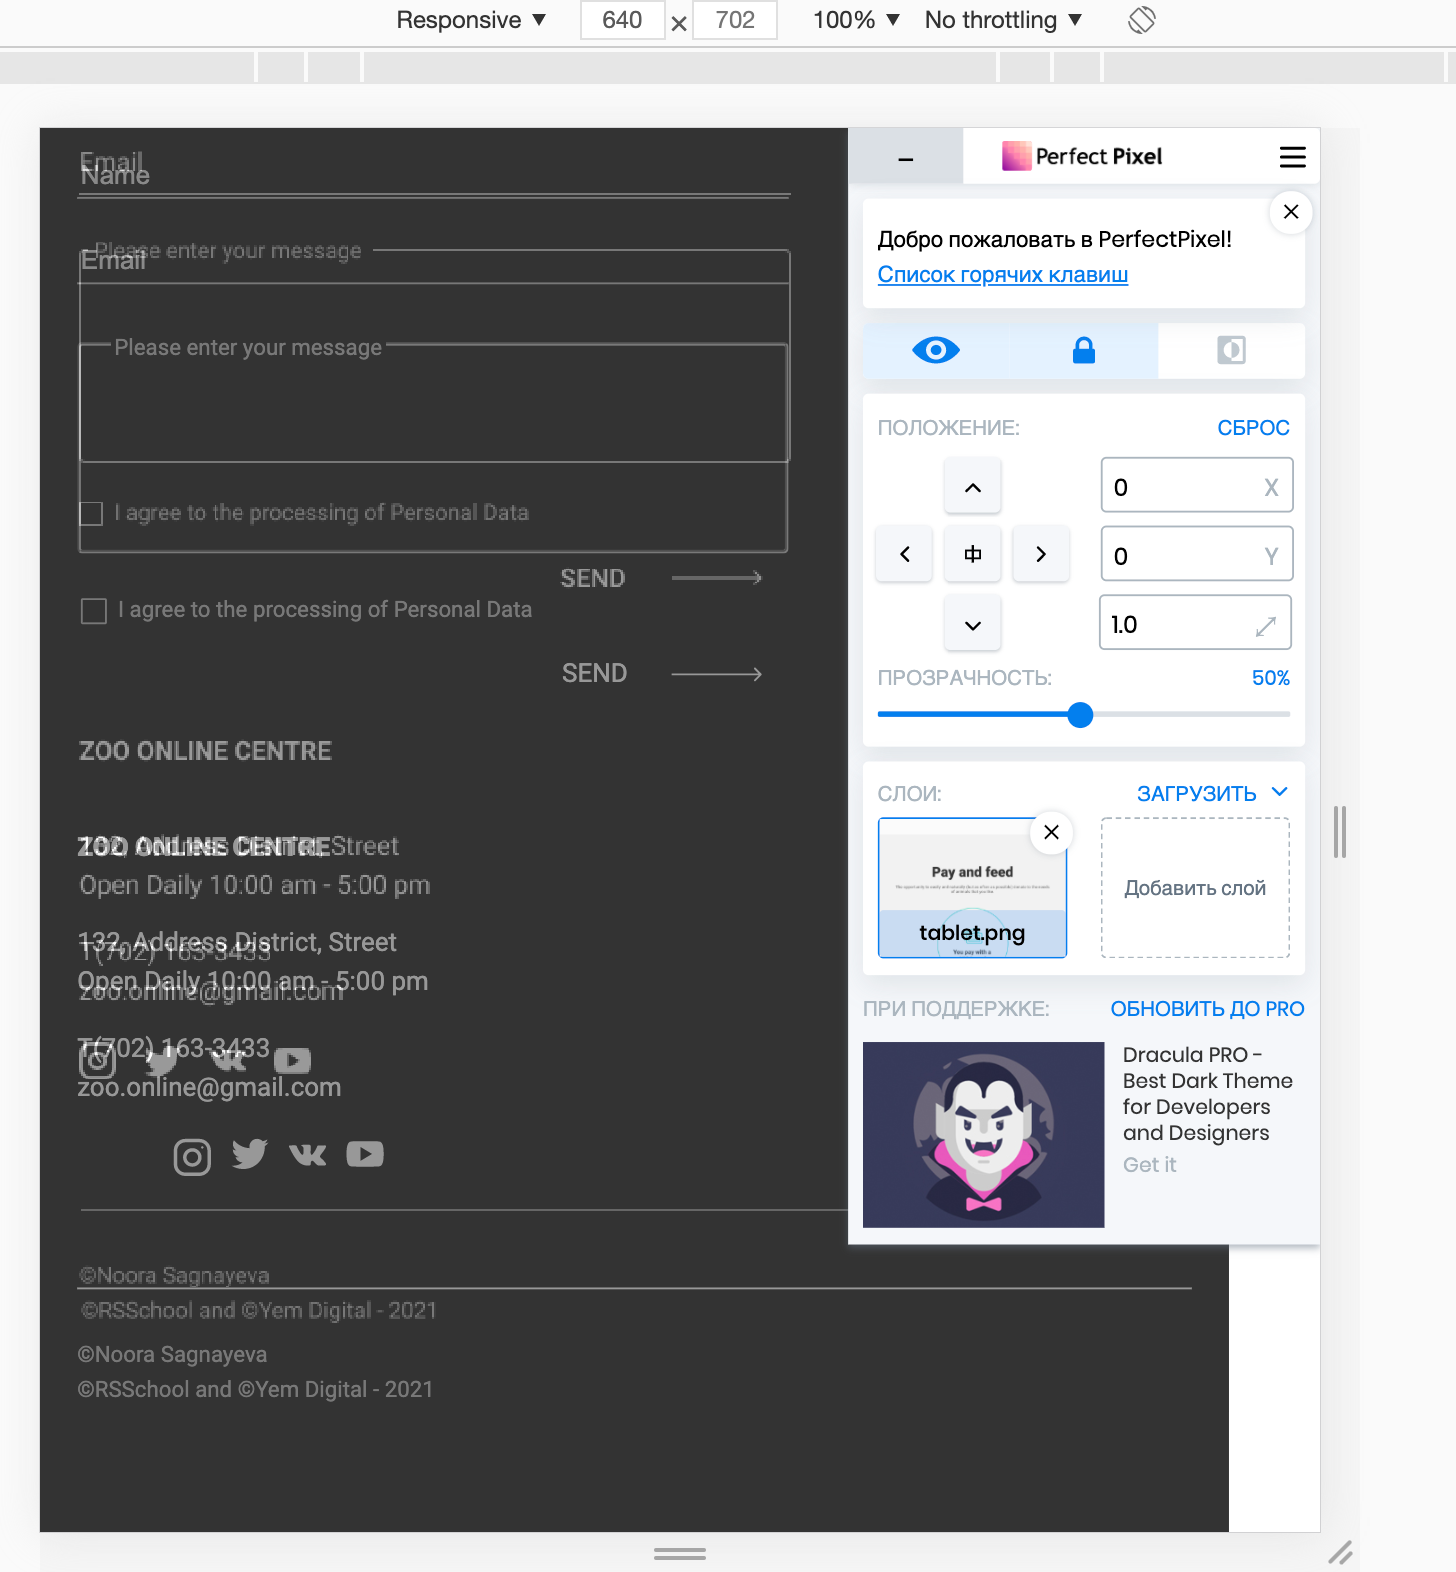 Responsive ▼ 640 × 702 100% ▼ No throttling ▼
Email
Name
Please enter your message
Email
Please enter your message
I agree to the processing of Personal Data
SEND
I agree to the processing of Personal Data
SEND
ZOO ONLINE CENTRE
132, Address District, Street
ZOO ONLINE CENTRE
Open Daily 10:00 am - 5:00 pm
132, Address District, Street
T(702) 163-3433
Open Daily 10:00 am - 5:00 pm
zoo.online@gmail.com
T(702) 163-3433
zoo.online@gmail.com
©Noora Sagnayeva
©RSSchool and ©Yem Digital - 2021
©Noora Sagnayeva
©RSSchool and ©Yem Digital - 2021
Perfect Pixel
Добро пожаловать в PerfectPixel!
Список горячих клавиш
ПОЛОЖЕНИЕ: СБРОС
0 X
0 Y
1.0
ПРОЗРАЧНОСТЬ: 50%
СЛОИ: ЗАГРУЗИТЬ
Pay and feed
tablet.png
You pay with a
Добавить слой
ПРИ ПОДДЕРЖКЕ: ОБНОВИТЬ ДО PRO
Dracula PRO -
Best Dark Theme
for Developers
and Designers
Get it